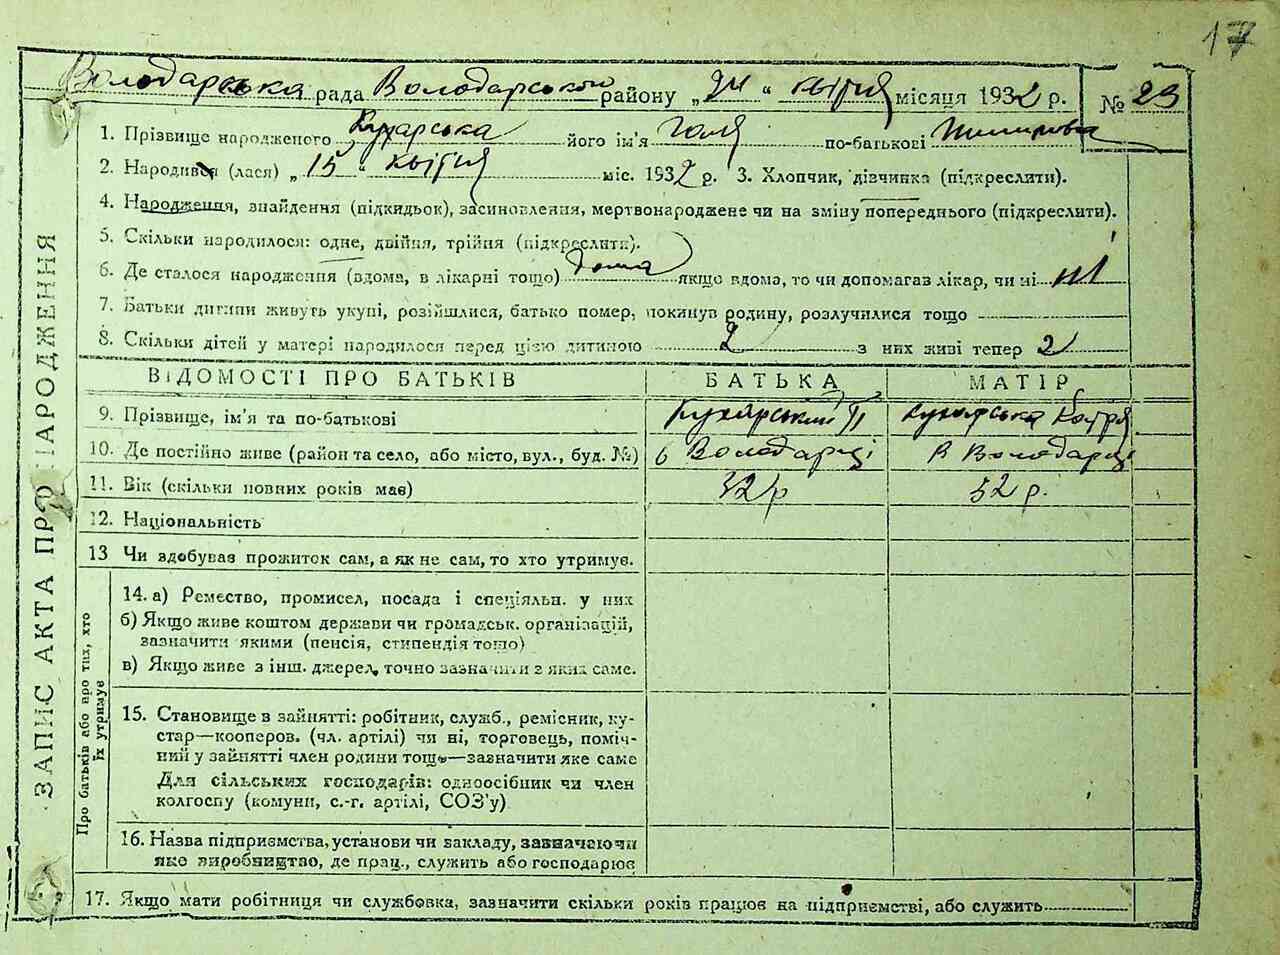 17
Володарська рада Володарського району „24“ квітня місяця 1932 р. № 23
1. Прізвище народженого Кухарська його ім'я Галя по-батькові Пилиповна
2. Народився (лася) „15“ квітня міс. 1932 р. 3. Хлопчик, дівчинка (підкреслити).
4. Народження, знайдення (підкидьок), засиновлення, мертвонароджене чи на зміну попереднього (підкреслити).
5. Скільки народилося: одне, двійня, трійня (підкреслити).
6. Де сталося народження (вдома, в лікарні тощо) дома якщо вдома, то чи допомагав лікар, чи ні ні
7. Батьки дитини живуть укупі, розійшлися, батько помер, покинув родину, розлучилися тощо
8. Скільки дітей у матері народилося перед цією дитиною 2 з них живі тепер 2
ВІДОМОСТІ ПРО БАТЬКІВ БАТЬКА МАТІР
9. Прізвище, ім'я та по-батькові Кухарський П Кухарська Катря
10. Де постійно живе (район та село, або місто, вул., буд. №) в Володарці в Володарці
11. Вік (скільки повних років має) 32 р 32 р.
12. Національність
13 Чи здобував прожиток сам, а як не сам, то хто утримує.
14. а) Ремество, промисел, посада і спеціяльн. у них
б) Якщо живе коштом держави чи громадськ. організацій,
зазначити якими (пенсія, стипендія тощо)
в) Якщо живе з інш. джерел, точно зазначити з яких саме.
15. Становище в зайнятті: робітник, служб., ремісник, ку-
стар—кооперов. (чл. артілі) чи ні, торговець, поміч-
ний у зайнятті член родини тощо—зазначити яке саме
Для сільських господарів: одноосібник чи член
колгоспу (комуни, с.-г. артілі, СОЗ'у)
16. Назва підприємства, установи чи закладу, зазначаючи
яке виробництво, де прац., служить або господарює
17. Якщо мати робітниця чи службовка, зазначити скільки років працює на підприємстві, або служить
ЗАПИС АКТА ПРО НАРОДЖЕННЯ
Про батьків або про тих, хто
їх утримує